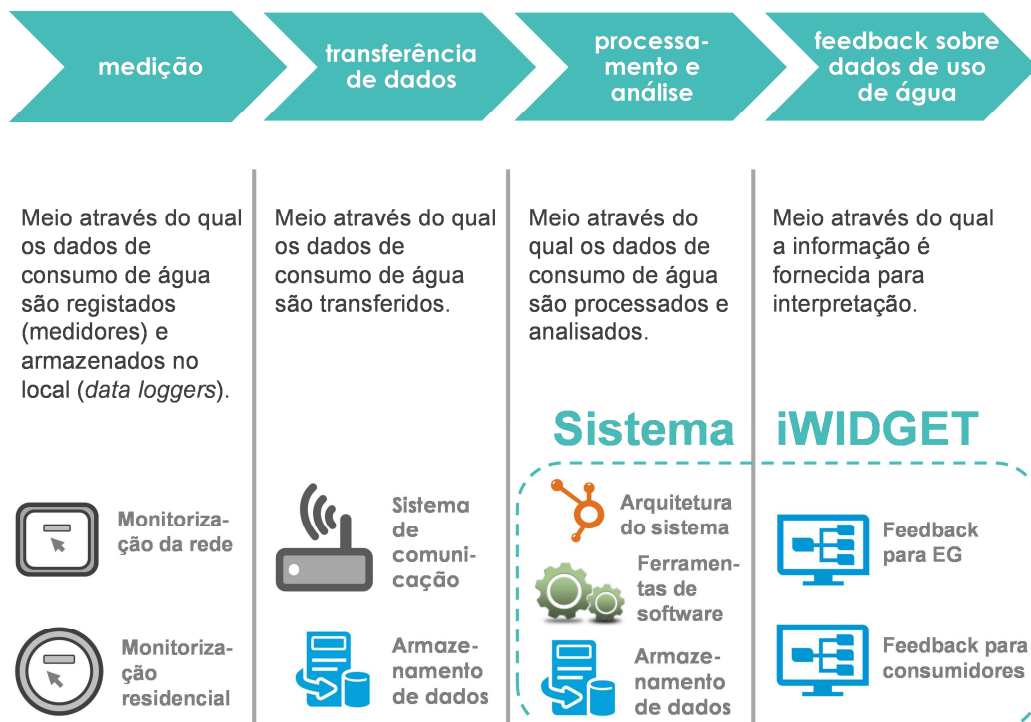 medição
transferência
de dados
processa-
mento e
análise
feedback sobre
dados de uso
de água
Meio através do qual
os dados de
consumo de água
são registados
(medidores) e
armazenados no
local (data loggers).
Meio através do qual
os dados de
consumo de água
são transferidos.
Meio através do
qual os dados de
consumo de água
são processados e
analisados.
Meio através do qual
a informação é
fornecida para
interpretação.
Sistema iWIDGET
Monitoriza-
ção da rede
Monitoriza-
ção
residencial
Sistema
de
comuni-
cação
Armaze-
namento
de dados
Arquitetura
do sistema
Ferramen-
tas de
software
Armaze-
namento
de dados
Feedback
para EG
Feedback para
consumidores